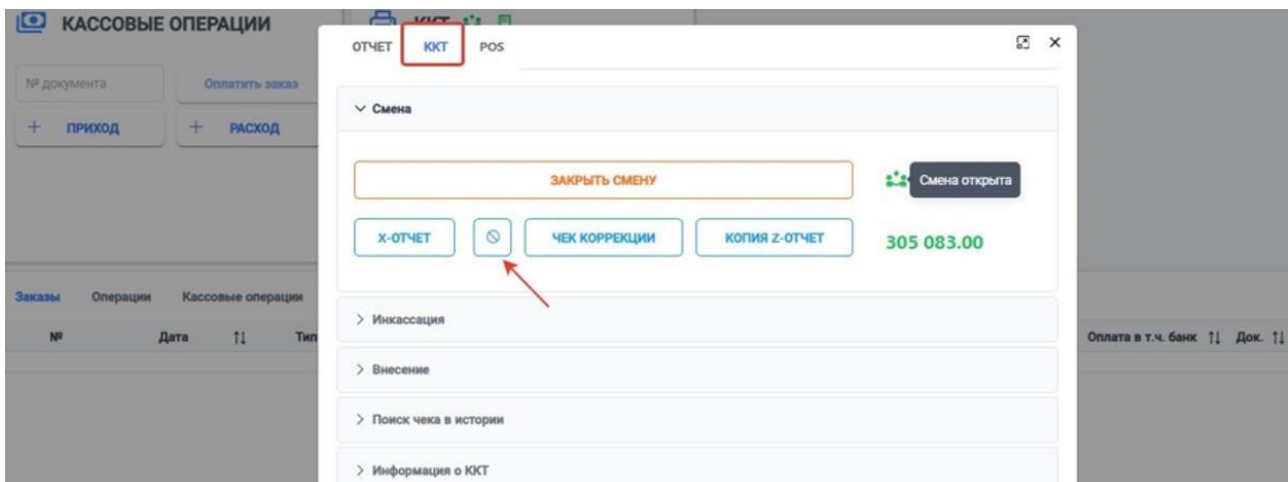 КАССОВЫЕ ОПЕРАЦИИ
ККТ
ОТЧЕТ ККТ POS
№ документа
Оплатить заказ
+ ПРИХОД
+ РАСХОД
Смена
ЗАКРЫТЬ СМЕНУ
Смена открыта
X-ОТЧЕТ
ЧЕК КОРРЕКЦИИ
КОПИЯ Z-ОТЧЕТ
305 083.00
Заказы Операции Кассовые операции
№ Дата Тип
Оплата в т.ч. банк Док.
Инкассация
Внесение
Поиск чека в истории
Информация о ККТ